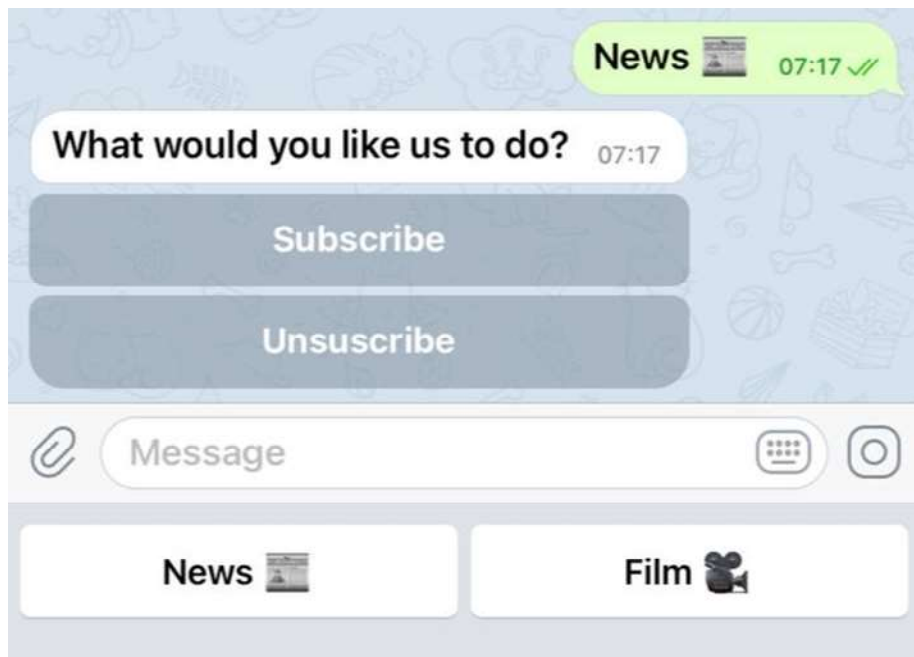 News 📰 07:17
What would you like us to do? 07:17
Subscribe
Unsuscribe
Message
News 📰
Film 🎥